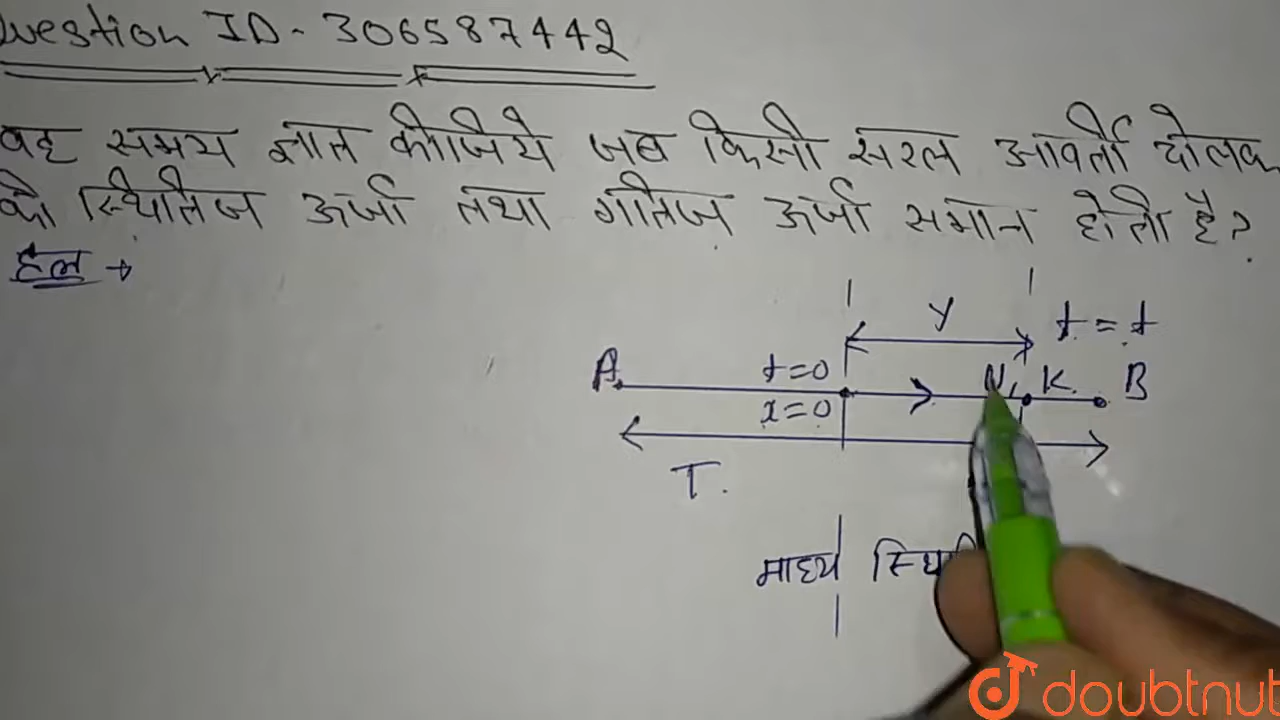 Question ID - 306587442
वह समय ज्ञात कीजिये जब किसी सरल आवर्ती दोलक
की स्थितिज ऊर्जा तथा गतिज ऊर्जा समान होती है?
हल →
y t = t
A t=0 U, K. B
x=0
T.
माध्य
doubtnut